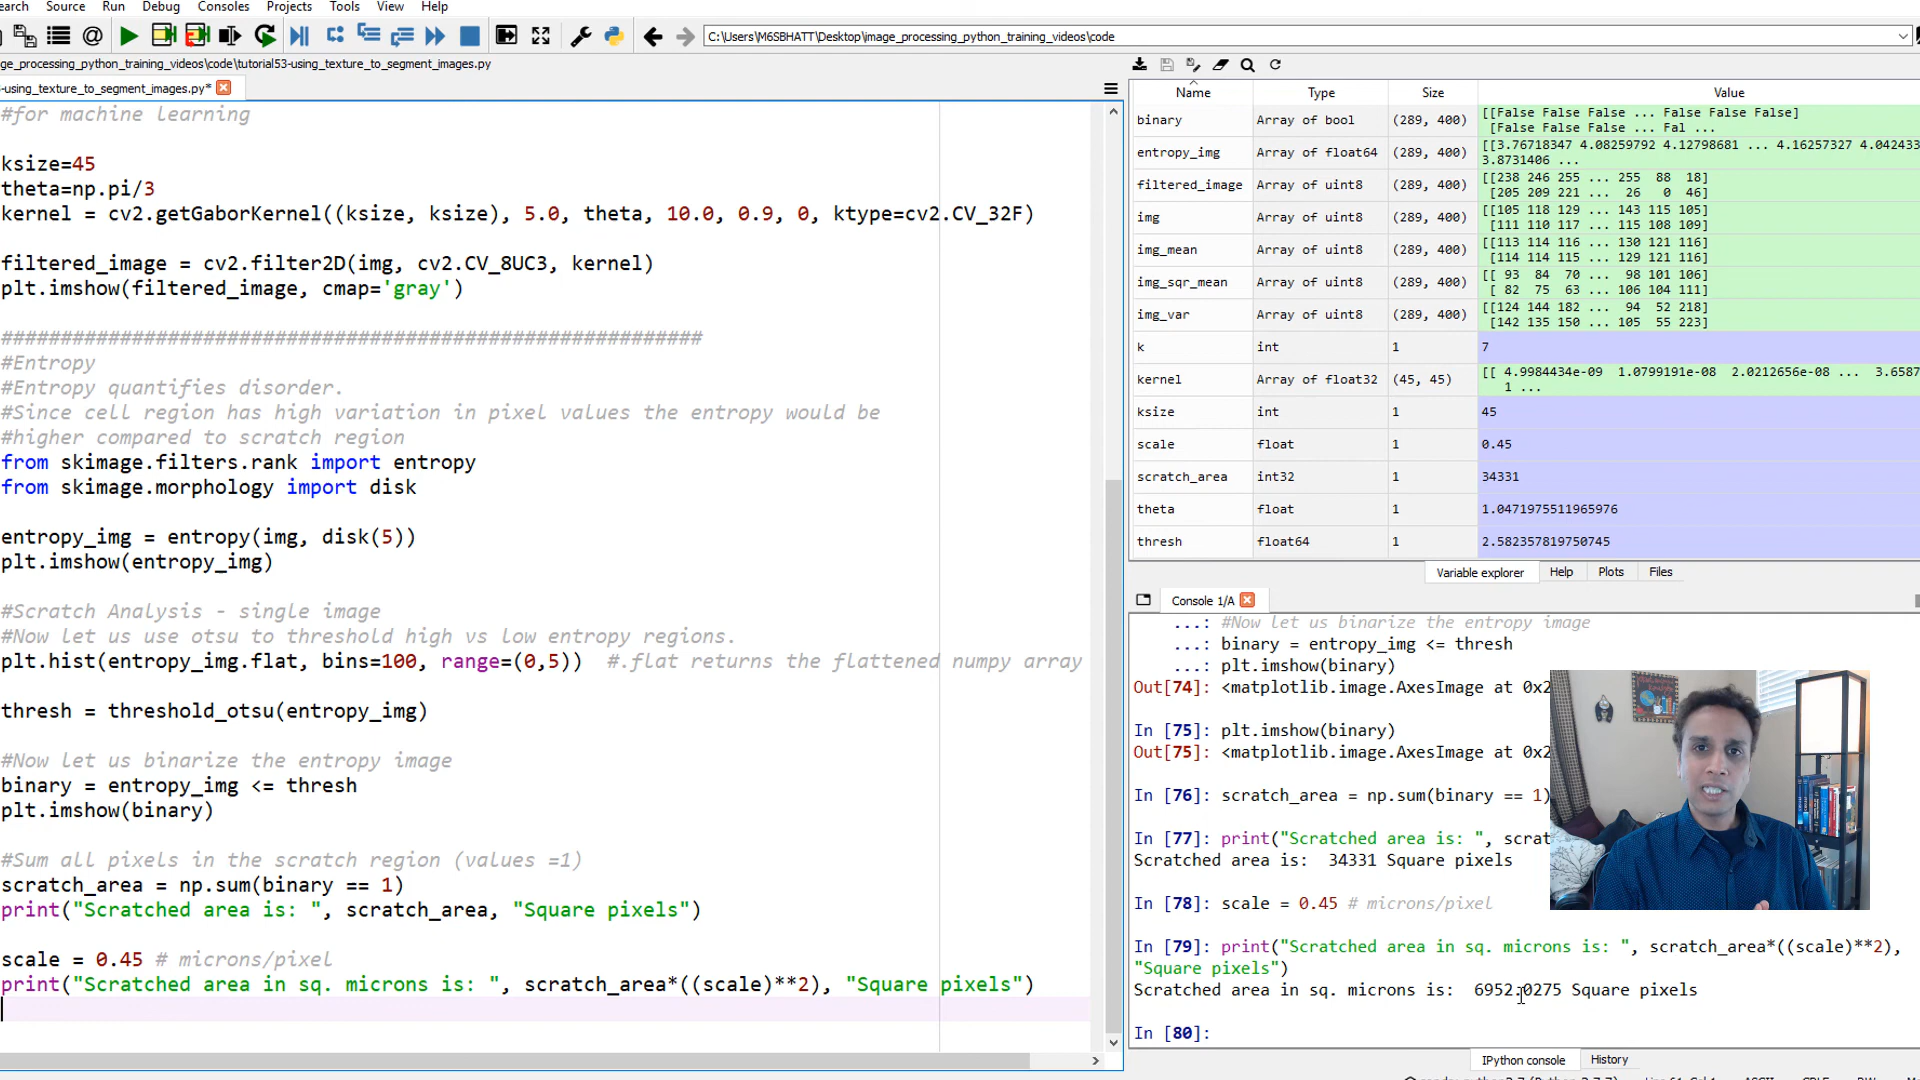 earch Source Run Debug Consoles Projects Tools View Help
C:\Users\M6SBHATT\Desktop\image_processing_python_training_videos\code
ge_processing_python_training_videos\code\tutorial53-using_texture_to_segment_images.py
-using_texture_to_segment_images.py*
#for machine learning
ksize=45
theta=np.pi/3
kernel = cv2.getGaborKernel((ksize, ksize), 5.0, theta, 10.0, 0.9, 0, ktype=cv2.CV_32F)
filtered_image = cv2.filter2D(img, cv2.CV_8UC3, kernel)
plt.imshow(filtered_image, cmap='gray')
###########################################################
#Entropy
#Entropy quantifies disorder.
#Since cell region has high variation in pixel values the entropy would be
#higher compared to scratch region
from skimage.filters.rank import entropy
from skimage.morphology import disk
entropy_img = entropy(img, disk(5))
plt.imshow(entropy_img)
#Scratch Analysis - single image
#Now let us use otsu to threshold high vs low entropy regions.
plt.hist(entropy_img.flat, bins=100, range=(0,5))  #.flat returns the flattened numpy array
thresh = threshold_otsu(entropy_img)
#Now let us binarize the entropy image
binary = entropy_img <= thresh
plt.imshow(binary)
#Sum all pixels in the scratch region (values =1)
scratch_area = np.sum(binary == 1)
print("Scratched area is: ", scratch_area, "Square pixels")
scale = 0.45 # microns/pixel
print("Scratched area in sq. microns is: ", scratch_area*((scale)**2), "Square pixels")
Name Type Size Value
binary Array of bool (289, 400) [[False False False ... False False False]
[False False False ... Fal ...
entropy_img Array of float64 (289, 400) [[3.76718347 4.08259792 4.12798681 ... 4.16257327 4.042433
3.8731406 ...
filtered_image Array of uint8 (289, 400) [[238 246 255 ... 255 88 18]
[205 209 221 ... 26 0 46]
img Array of uint8 (289, 400) [[105 118 129 ... 143 115 105]
[111 110 117 ... 115 108 109]
img_mean Array of uint8 (289, 400) [[113 114 116 ... 130 121 116]
[114 114 115 ... 129 121 116]
img_sqr_mean Array of uint8 (289, 400) [[ 93 84 70 ... 98 101 106]
[ 82 75 63 ... 106 104 111]
img_var Array of uint8 (289, 400) [[124 144 182 ... 94 52 218]
[142 135 150 ... 105 55 223]
k int 1 7
kernel Array of float32 (45, 45) [[ 4.9984434e-09 1.0799191e-08 2.0212656e-08 ... 3.6587
1 ...
ksize int 1 45
scale float 1 0.45
scratch_area int32 1 34331
theta float 1 1.0471975511965976
thresh float64 1 2.582357819750745
Variable explorer Help Plots Files
Console 1/A
...: #Now let us binarize the entropy image
...: binary = entropy_img <= thresh
...: plt.imshow(binary)
Out[74]: <matplotlib.image.AxesImage at 0x2
In [75]: plt.imshow(binary)
Out[75]: <matplotlib.image.AxesImage at 0x2
In [76]: scratch_area = np.sum(binary == 1)
In [77]: print("Scratched area is: ", scrat
Scratched area is:  34331 Square pixels
In [78]: scale = 0.45 # microns/pixel
In [79]: print("Scratched area in sq. microns is: ", scratch_area*((scale)**2),
"Square pixels")
Scratched area in sq. microns is:  6952.0275 Square pixels
In [80]:
IPython console History